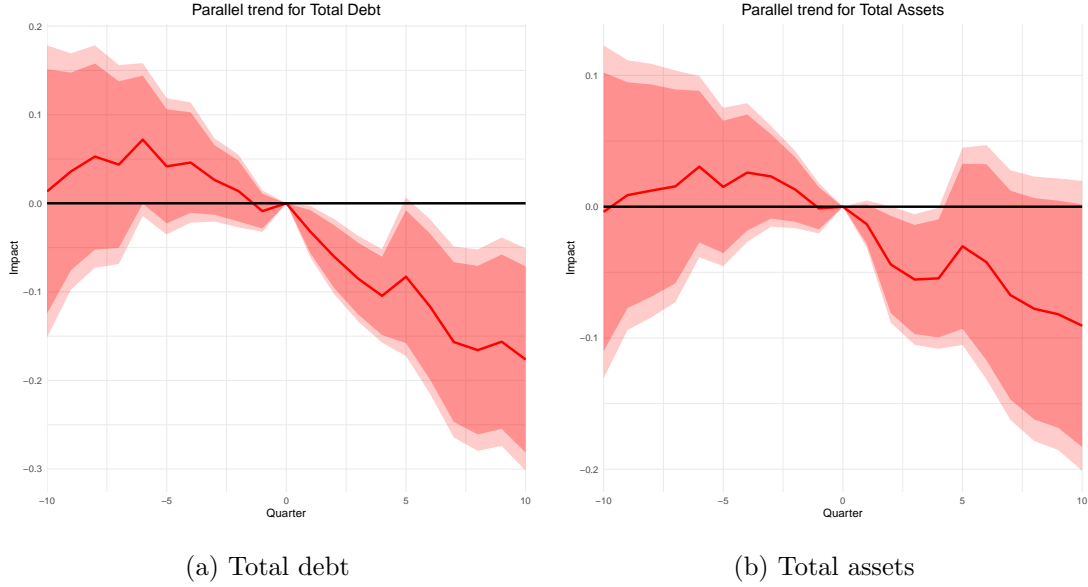 Parallel trend for Total Debt
0.2
0.1
0.0
−0.1
−0.2
−0.3
Impact
−10
−5
0
5
10
Quarter
(a) Total debt
Parallel trend for Total Assets
0.1
0.0
−0.1
−0.2
Impact
−10
−5
0
5
10
Quarter
(b) Total assets